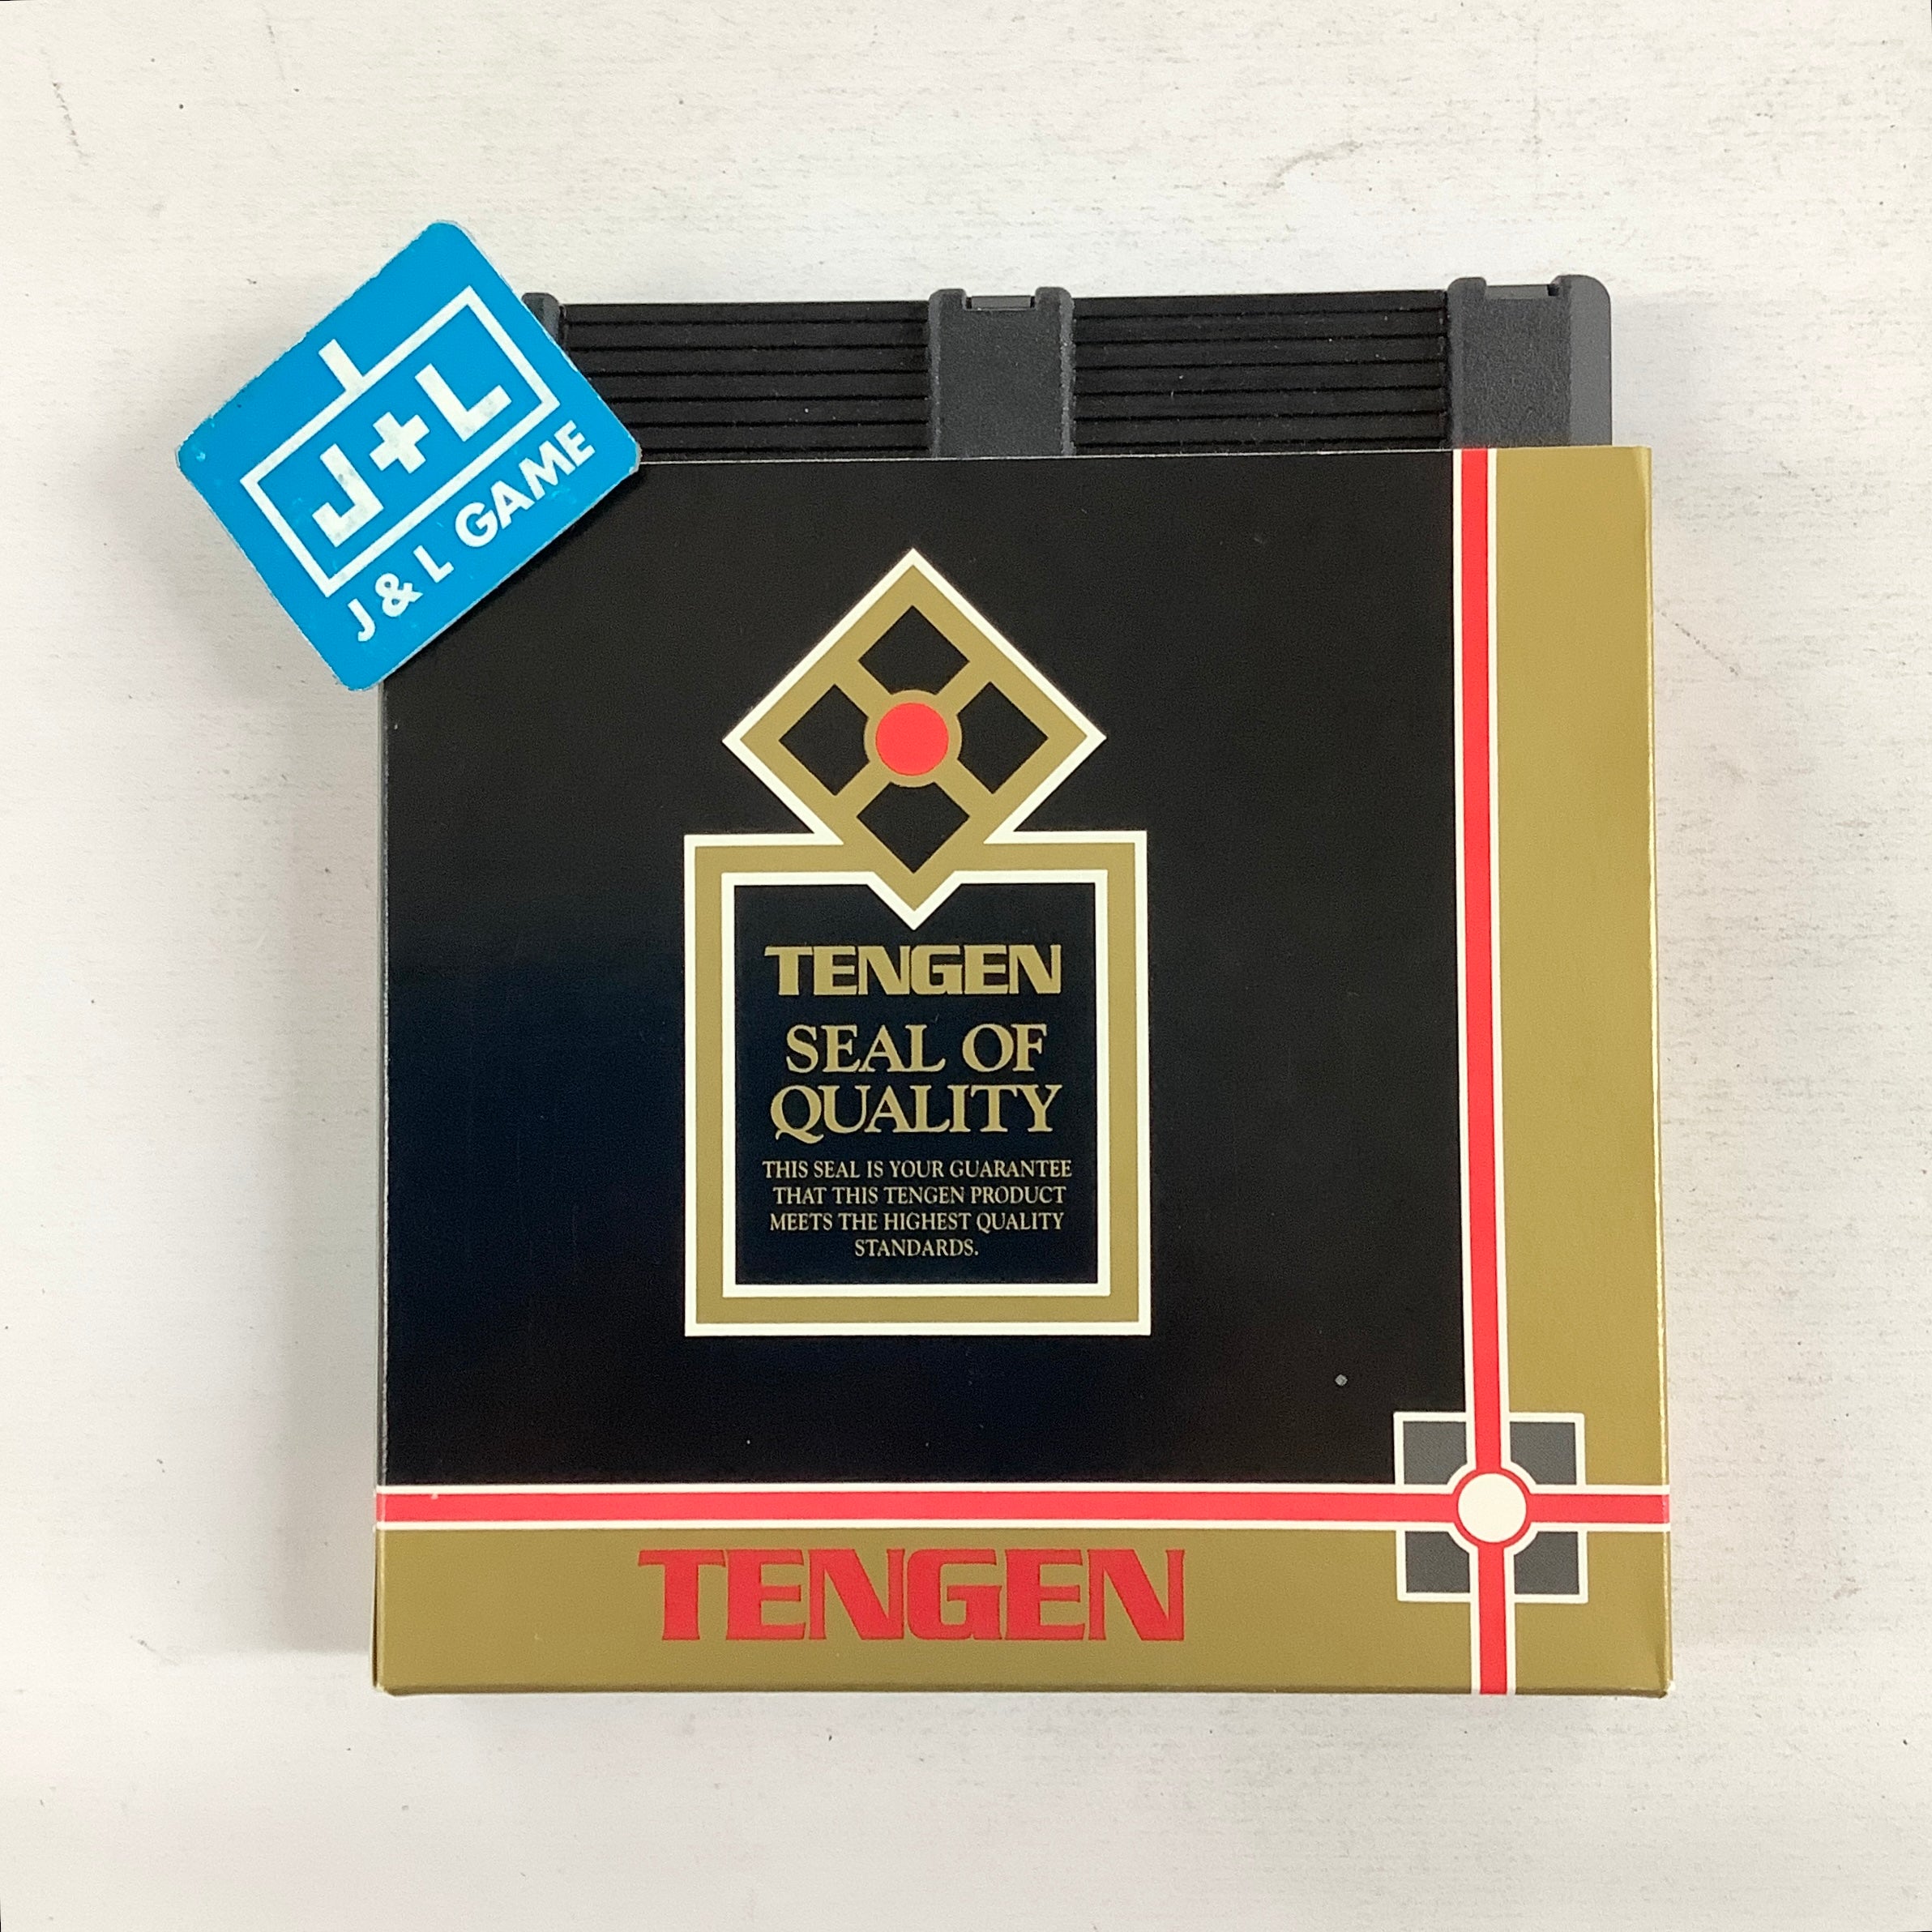 J+L
J & L GAME
TENGEN
SEAL OF
QUALITY
THIS SEAL IS YOUR GUARANTEE
THAT THIS TENGEN PRODUCT
MEETS THE HIGHEST QUALITY
STANDARDS.
TENGEN